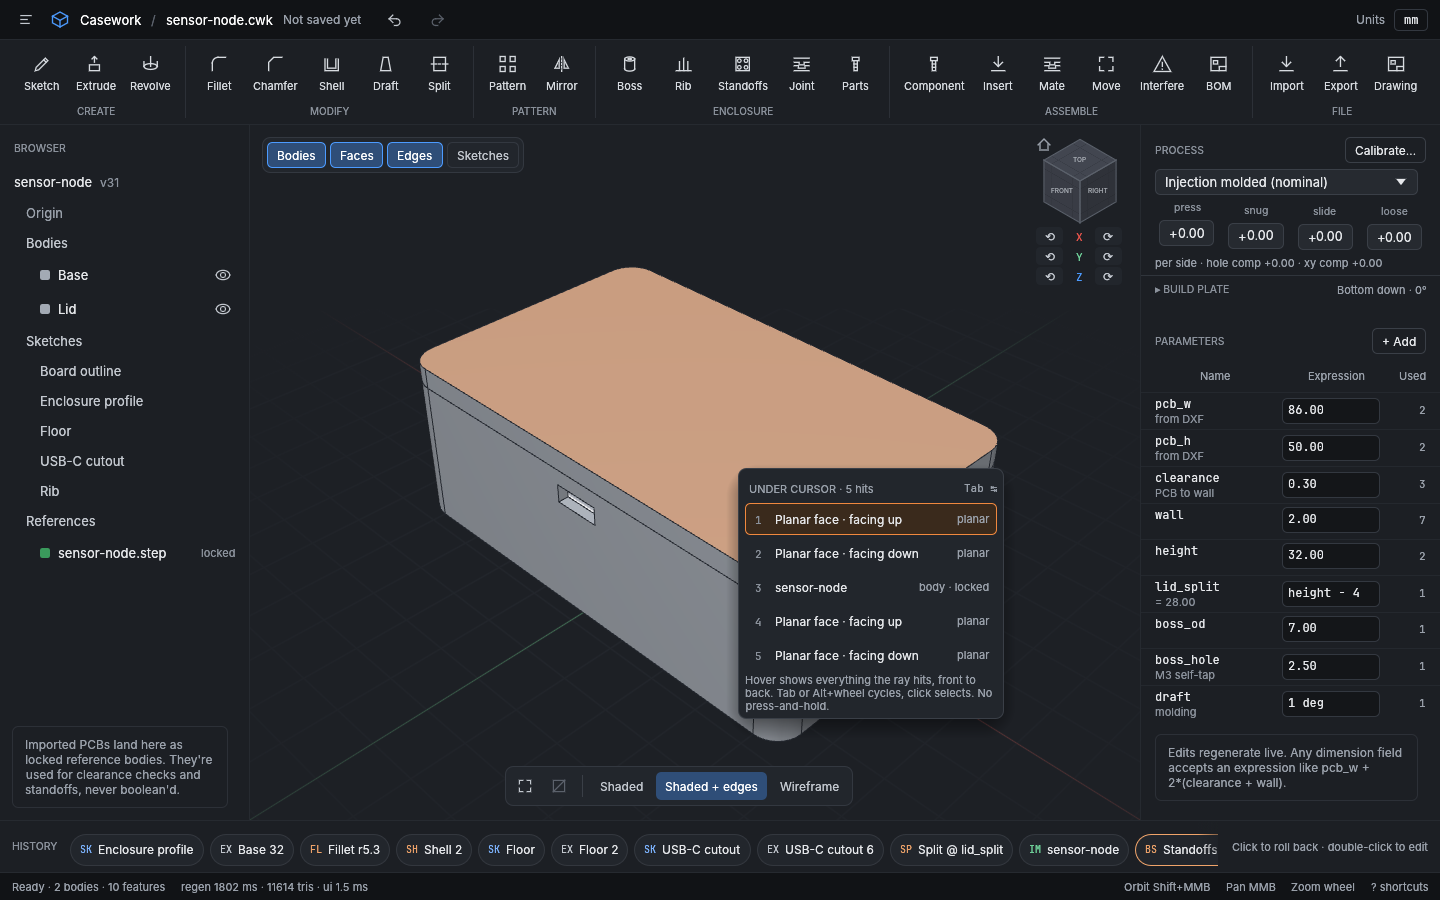 Casework / sensor-node.cwk Not saved yet
Units mm
Sketch Extrude Revolve
CREATE
Fillet Chamfer Shell Draft Split
MODIFY
Pattern Mirror
PATTERN
Boss Rib Standoffs Joint Parts
ENCLOSURE
Component Insert Mate Move Interfere BOM
ASSEMBLE
Import Export Drawing
FILE
BROWSER
sensor-node v31
Origin
Bodies
Base
Lid
Sketches
Board outline
Enclosure profile
Floor
USB-C cutout
Rib
References
sensor-node.step locked
Imported PCBs land here as
locked reference bodies. They're
used for clearance checks and
standoffs, never boolean'd.
Bodies Faces Edges Sketches
TOP
FRONT RIGHT
X
Y
Z
UNDER CURSOR · 5 hits Tab ⇆
1 Planar face · facing up planar
2 Planar face · facing down planar
3 sensor-node body · locked
4 Planar face · facing up planar
5 Planar face · facing down planar
Hover shows everything the ray hits, front to
back. Tab or Alt+wheel cycles, click selects. No
press-and-hold.
Shaded Shaded + edges Wireframe
PROCESS Calibrate...
Injection molded (nominal)
press snug slide loose
+0.00 +0.00 +0.00 +0.00
per side · hole comp +0.00 · xy comp +0.00
▸ BUILD PLATE Bottom down · 0°
PARAMETERS + Add
Name Expression Used
pcb_w 86.00 2
from DXF
pcb_h 50.00 2
from DXF
clearance 0.30 3
PCB to wall
wall 2.00 7
height 32.00 2
lid_split height - 4 1
= 28.00
boss_od 7.00 1
boss_hole 2.50 1
M3 self-tap
draft 1 deg 1
molding
Edits regenerate live. Any dimension field
accepts an expression like pcb_w +
2*(clearance + wall).
HISTORY SK Enclosure profile EX Base 32 FL Fillet r5.3 SH Shell 2 SK Floor EX Floor 2 SK USB-C cutout EX USB-C cutout 6 SP Split @ lid_split IM sensor-node BS Standoffs Click to roll back · double-click to edit
Ready · 2 bodies · 10 features regen 1802 ms · 11614 tris · ui 1.5 ms
Orbit Shift+MMB Pan MMB Zoom wheel ? shortcuts